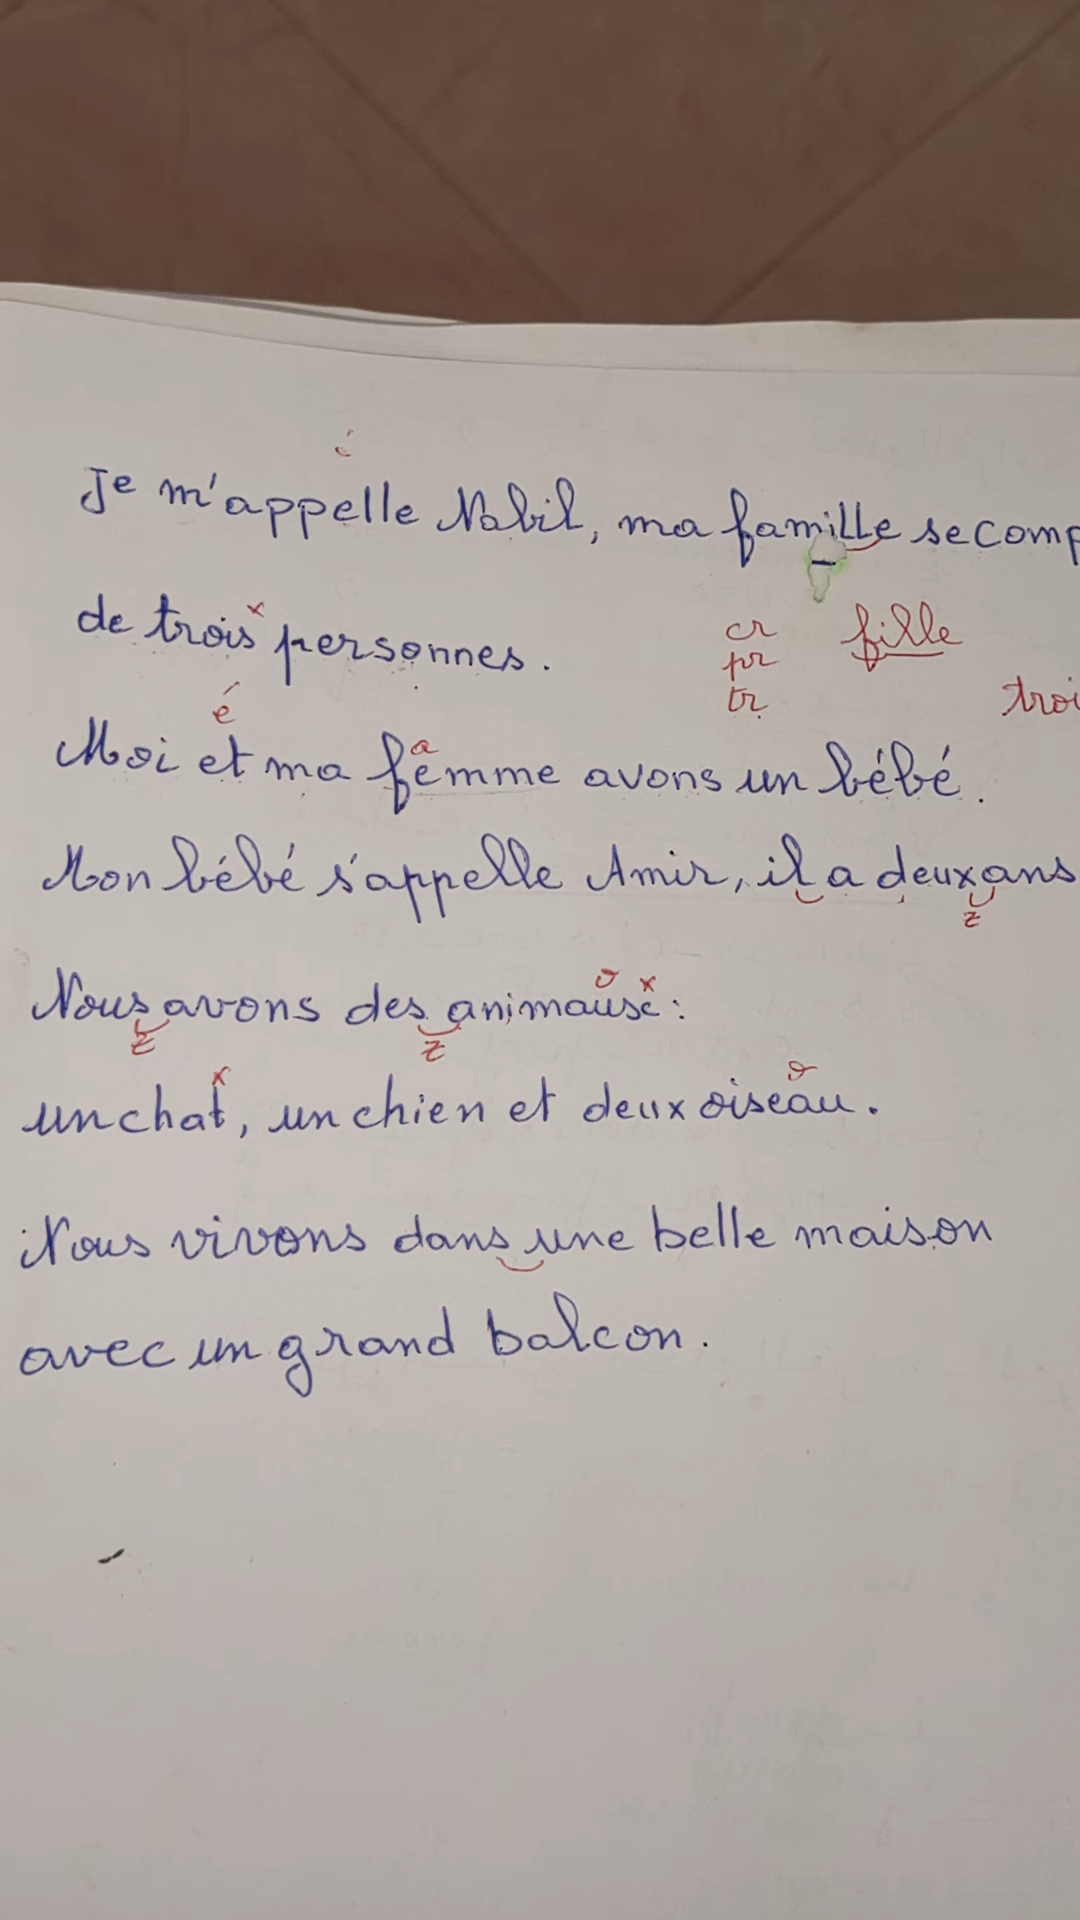 é
Je m'appelle Nabil, ma famille se comp
de trois personnes.
x
cr
pr
tr
fille
troi
é
Moi et ma femme avons un bébé.
a
Mon bébé s'appelle Amir, il a deux ans
z
o x
Nous avons des animaux :
z z
x o
un chat, un chien et deux oiseau.
Nous vivons dans une belle maison
avec un grand balcon.